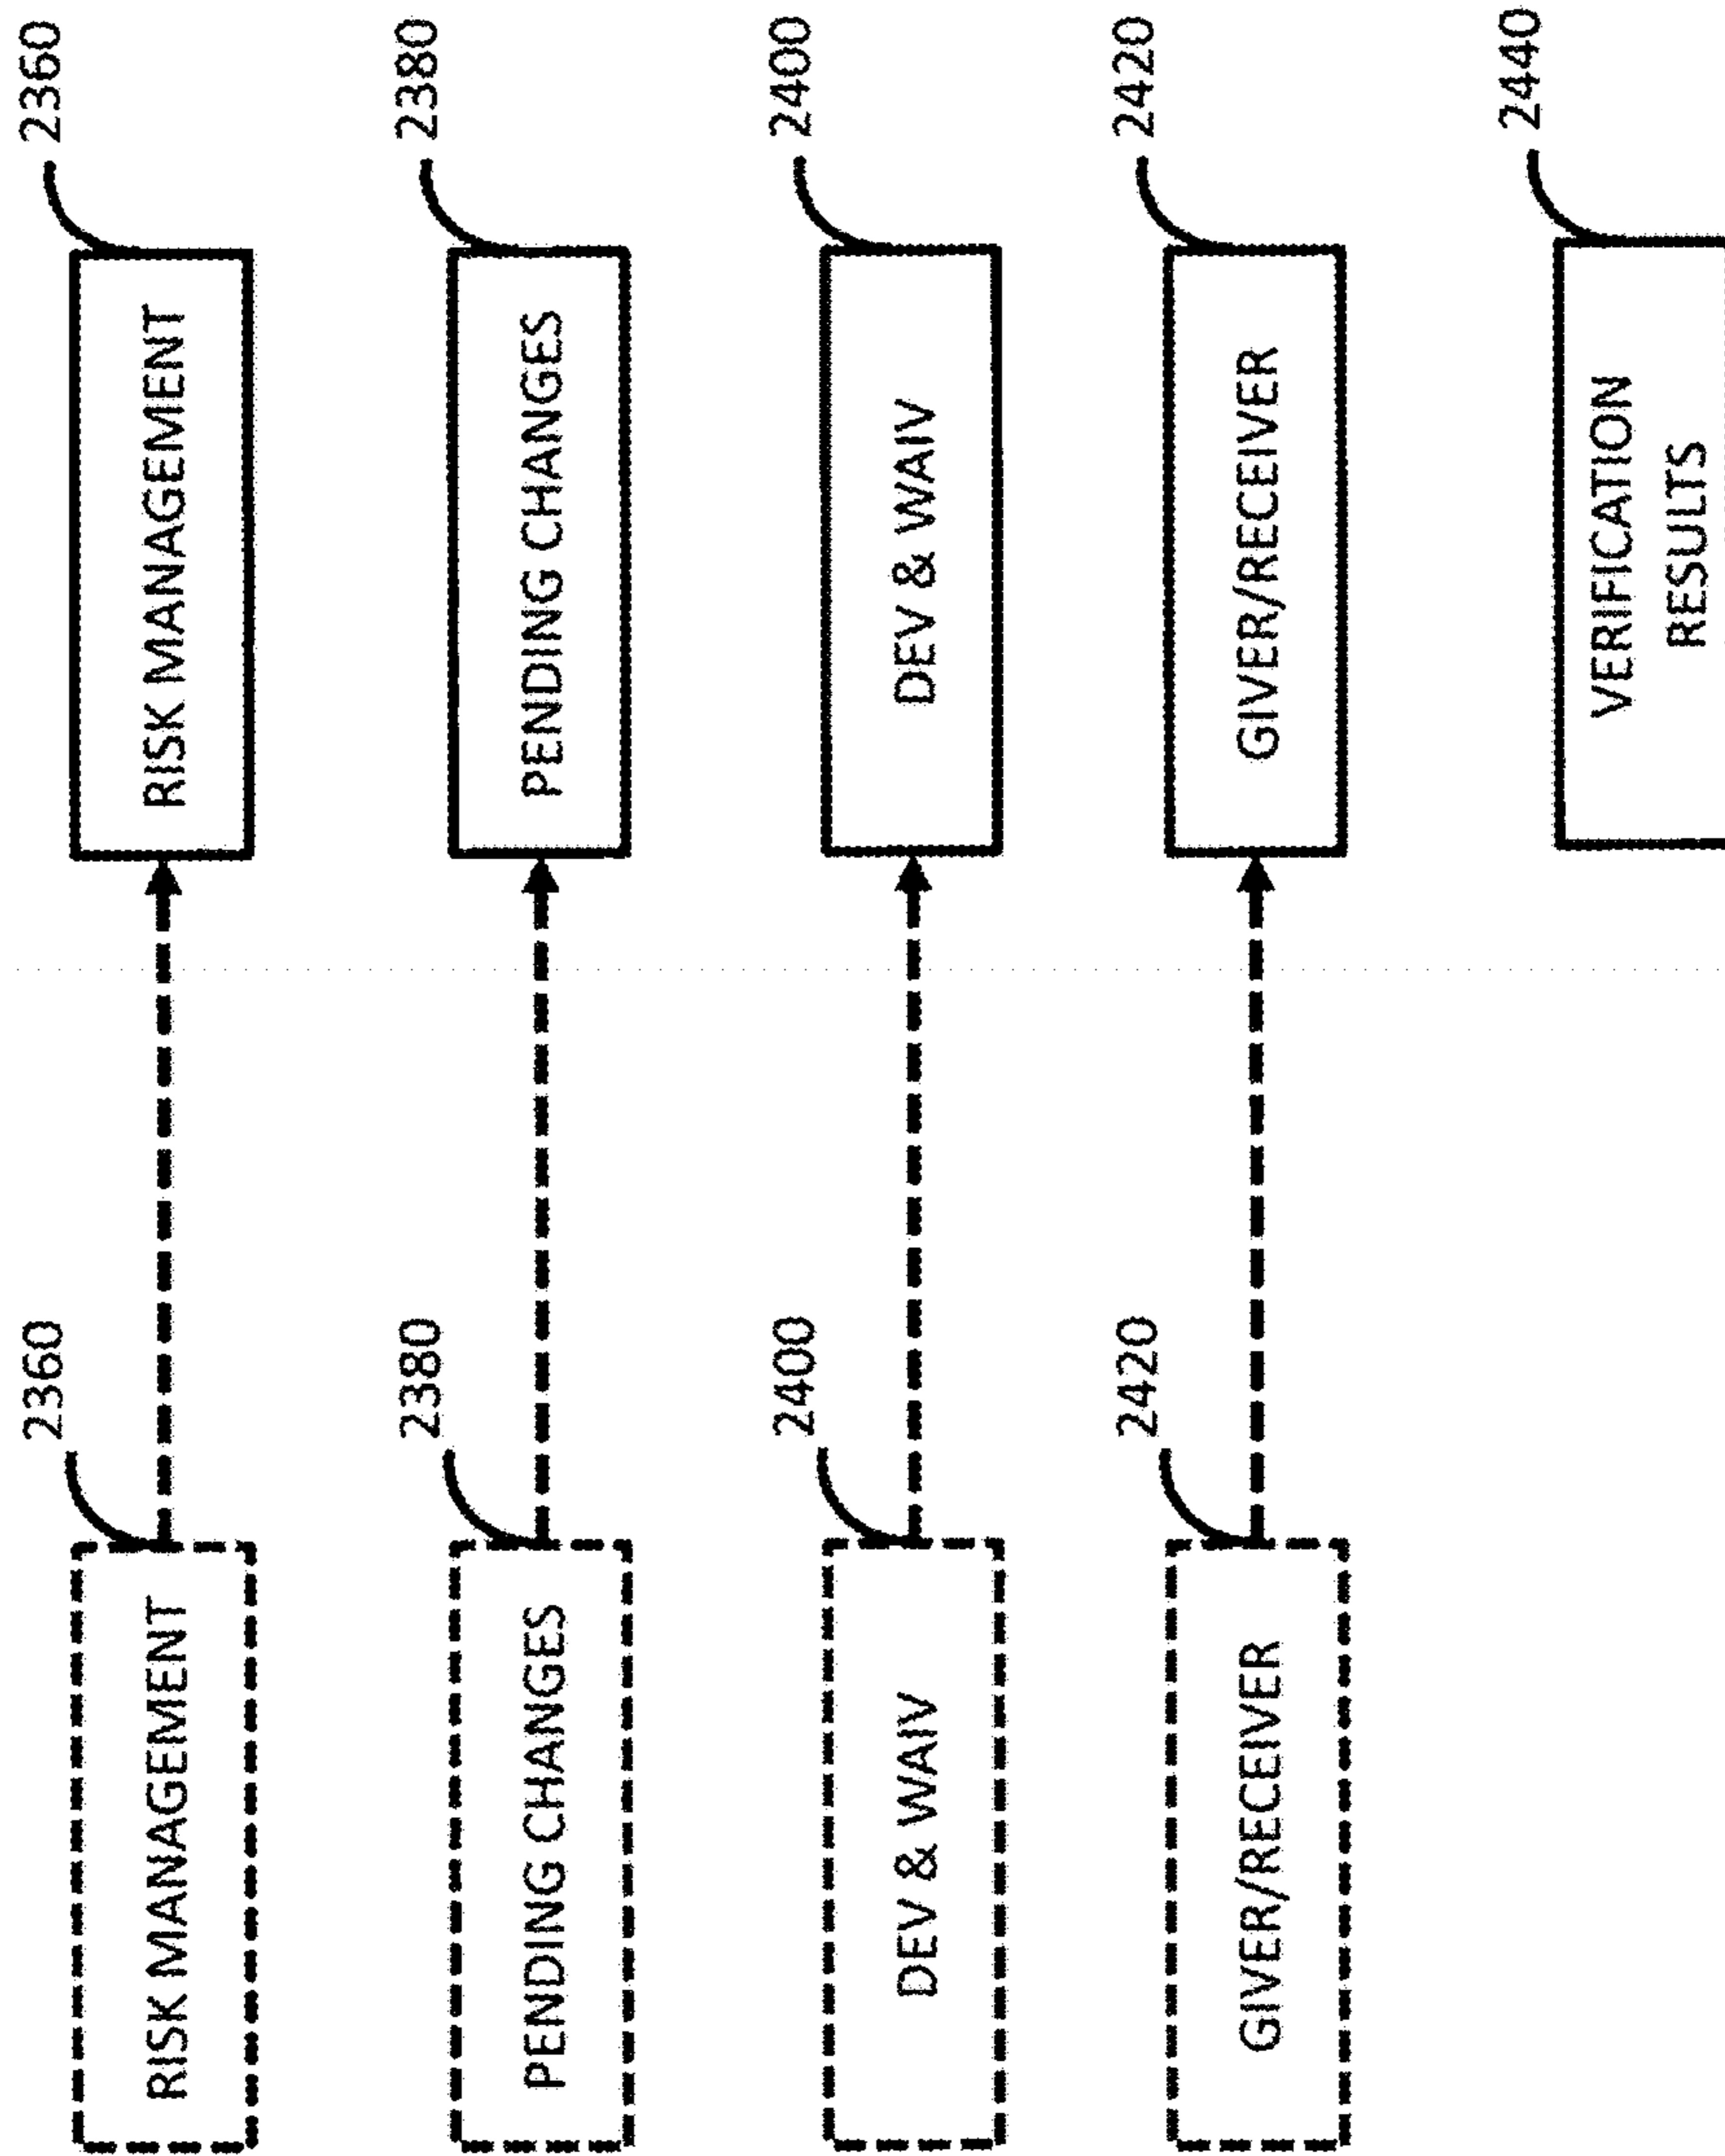 2360
2360
RISK MANAGEMENT
RISK MANAGEMENT
2380
2380
PENDING CHANGES
PENDING CHANGES
2400
2400
DEV & WAIV
DEV & WAIV
2420
2420
GIVER/RECEIVER
GIVER/RECEIVER
2440
VERIFICATION
RESULTS